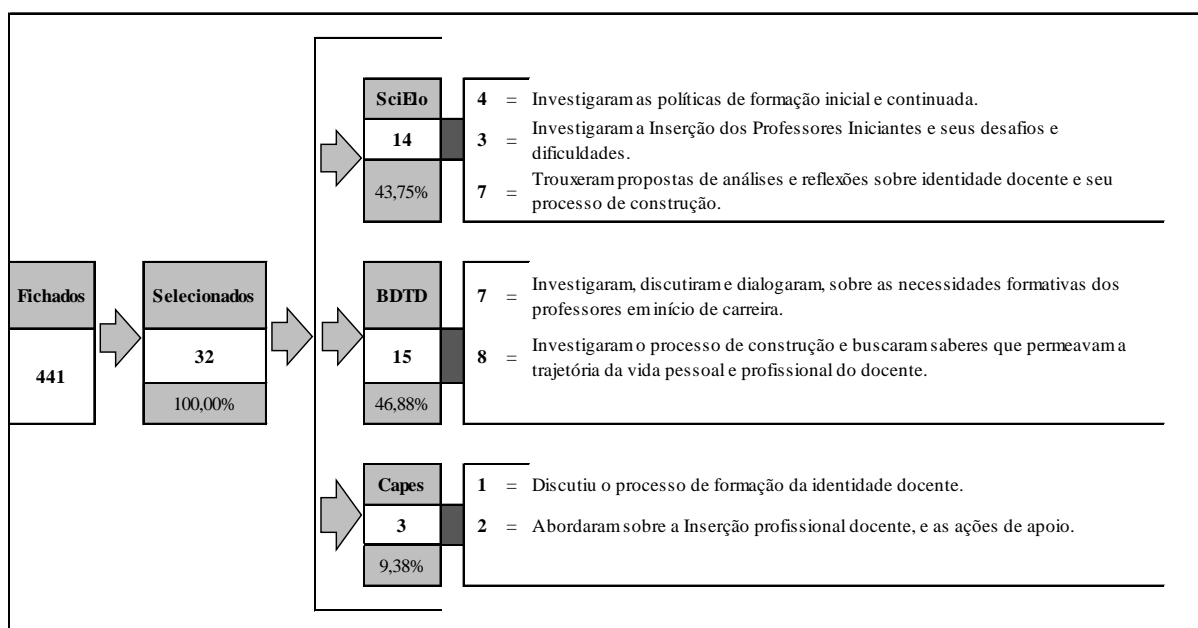 Fichados
441
Selecionados
32
100,00%
SciElo
14
43,75%
4 = Investigaram as políticas de formação inicial e continuada.
3 = Investigaram a Inserção dos Professores Iniciantes e seus desafios e
dificuldades.
7 = Trouxeram propostas de análises e reflexões sobre identidade docente e seu
processo de construção.
BDTD
15
46,88%
7 = Investigaram, discutiram e dialogaram, sobre as necessidades formativas dos
professores em início de carreira.
8 = Investigaram o processo de construção e buscaram saberes que permeavam a
trajetória da vida pessoal e profissional do docente.
Capes
3
9,38%
1 = Discutiu o processo de formação da identidade docente.
2 = Abordaram sobre a Inserção profissional docente, e as ações de apoio.